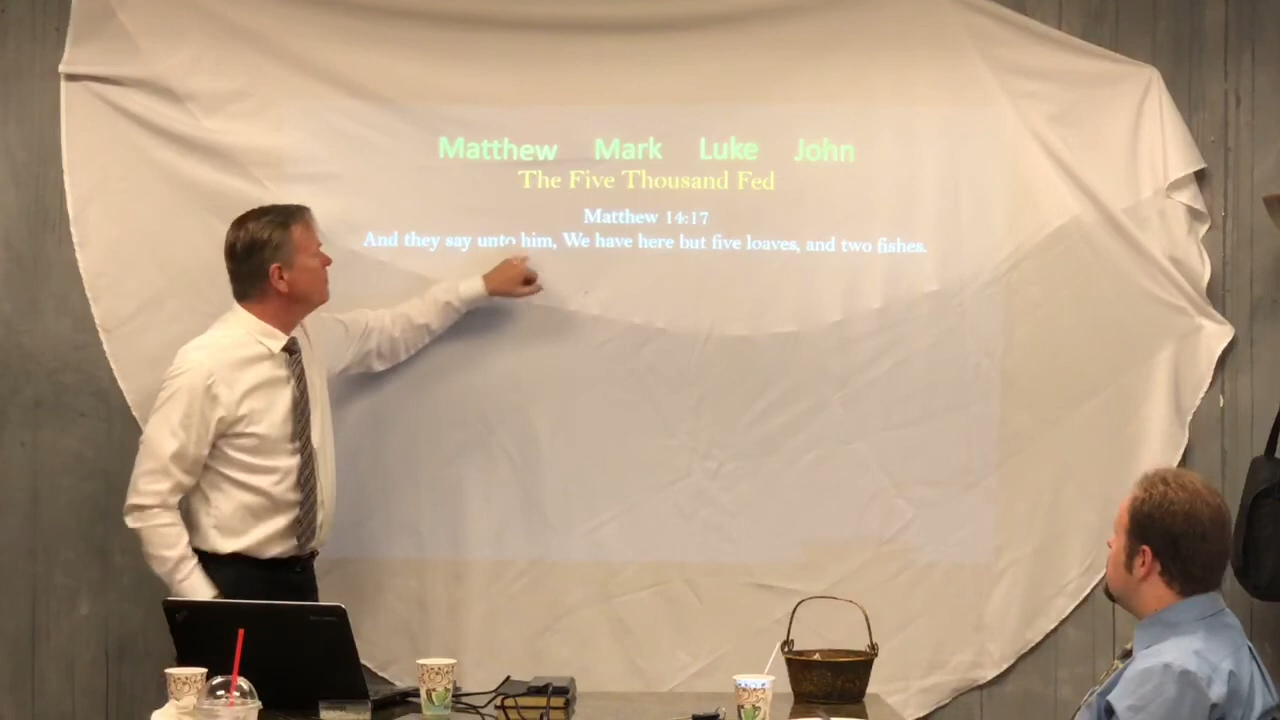 Matthew Mark Luke John
The Five Thousand Fed
Matthew 14:17
And they say unto him, We have here but five loaves, and two fishes.